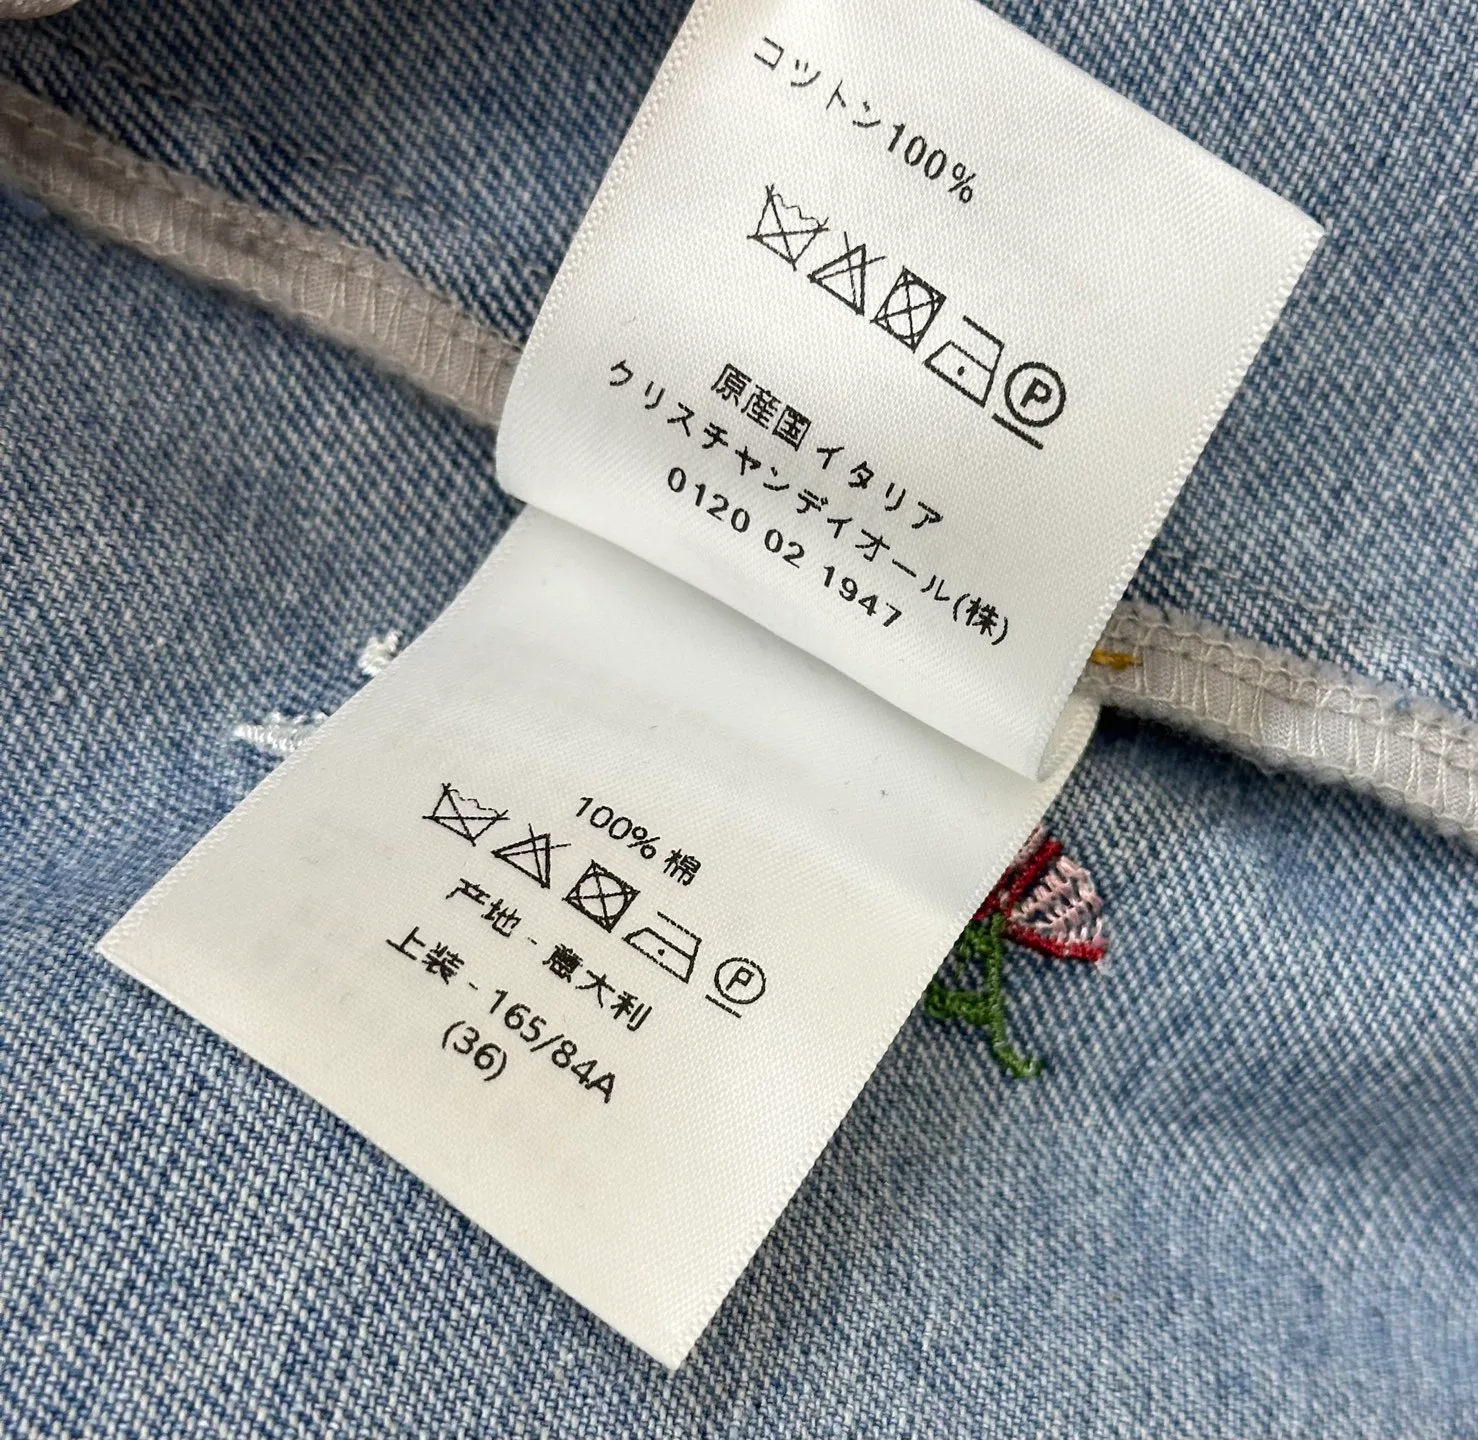 コットン100%
P
原産国 イタリア
クリスチャンディオール(株)
0120 02 1947
100% 棉
P
产地 - 意大利
上装 - 165/84A
(36)